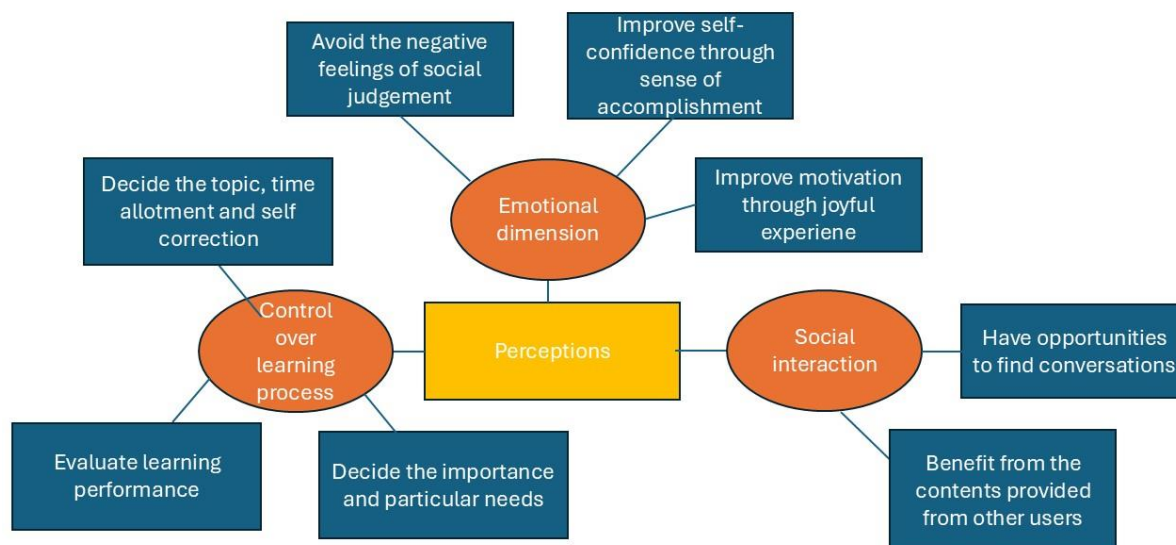 Avoid the negative
feelings of social
judgement
Improve self-
confidence through
sense of
accomplishment
Decide the topic, time
allotment and self
correction
Emotional
dimension
Improve motivation
through joyful
experiene
Control
over
learning
process
Perceptions
Social
interaction
Have opportunities
to find conversations
Evaluate learning
performance
Decide the importance
and particular needs
Benefit from the
contents provided
from other users